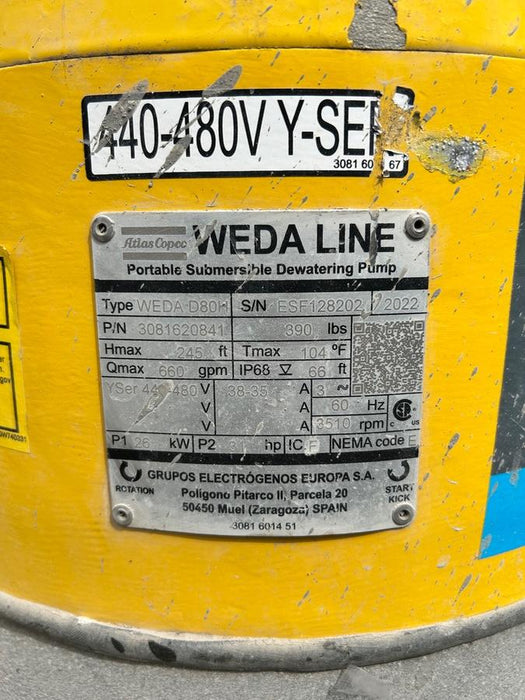 440-480V Y-SER
3081 60 67
Atlas Copco WEDA LINE
Portable Submersible Dewatering Pump
Type WEDA D80H S/N ESF128202 / 2022
P/N 3081620841 390 lbs
Hmax 245 ft Tmax 104 °F
Qmax 660 gpm IP68 V 66 ft
YSer 440-480 V 38-35 A 3 ~
V A 60 Hz
V A 3510 rpm
P1 26 kW P2 hp IC F NEMA code E
GRUPOS ELECTRÓGENOS EUROPA S.A.
ROTATION
Polígono Pitarco II, Parcela 20
START
KICK
50450 Muel (Zaragoza) SPAIN
3081 6014 51